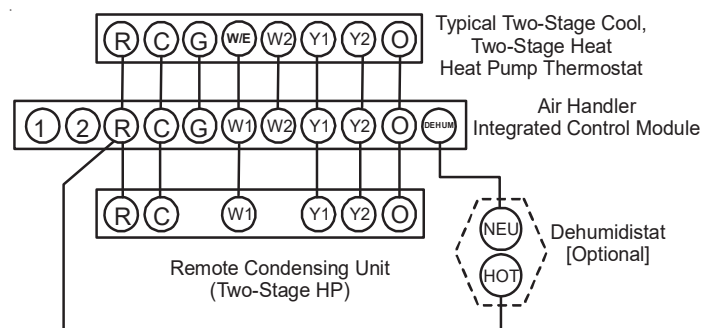 R C G W/E W2 Y1 Y2 O
Typical Two-Stage Cool,
Two-Stage Heat
Heat Pump Thermostat
1 2 R C G W1 W2 Y1 Y2 O DEHUM
Air Handler
Integrated Control Module
R C W1 Y1 Y2 O
Remote Condensing Unit
(Two-Stage HP)
NEU
HOT
Dehumidistat
[Optional]